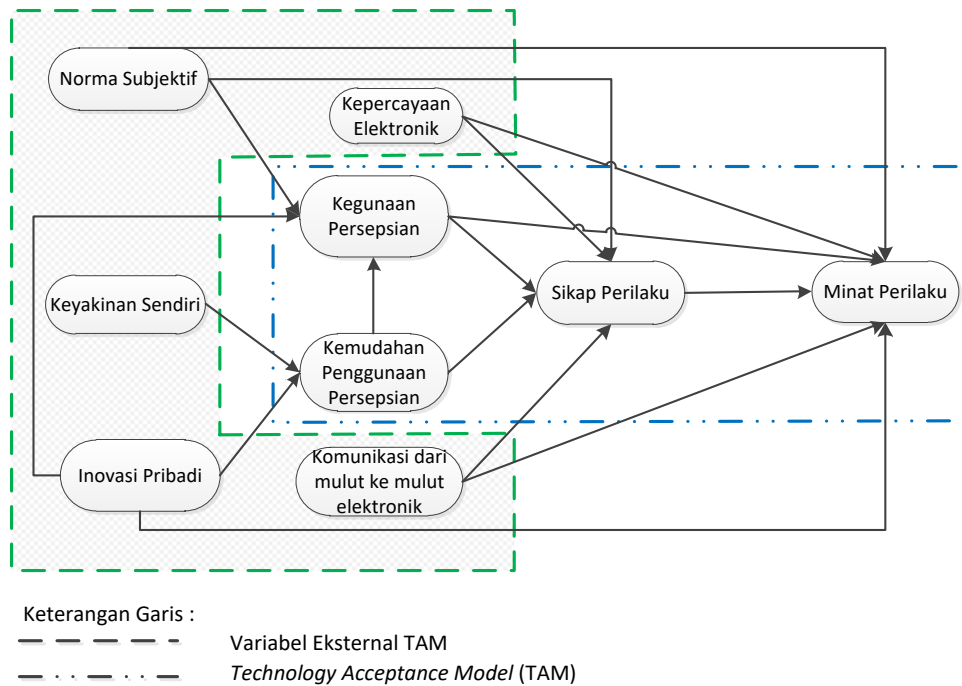 Norma Subjektif
Kepercayaan
Elektronik
Kegunaan
Persepsian
Keyakinan Sendiri
Sikap Perilaku
Minat Perilaku
Kemudahan
Penggunaan
Persepsian
Inovasi Pribadi
Komunikasi dari
mulut ke mulut
elektronik
Keterangan Garis :
Variabel Eksternal TAM
Technology Acceptance Model (TAM)